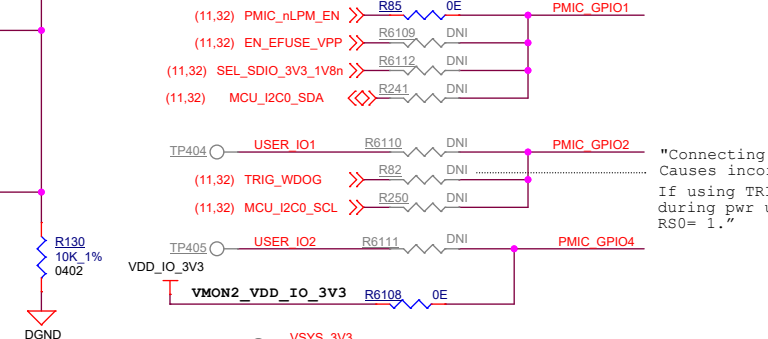 (11,32) PMIC_nLPM_EN R85 0E PMIC_GPIO1
(11,32) EN_EFUSE_VPP R6109 DNI
(11,32) SEL_SDIO_3V3_1V8n R6112 DNI
(11,32) MCU_I2C0_SDA R241 DNI
TP404 USER_IO1 R6110 DNI PMIC_GPIO2
"Connecting
Causes
(11,32) TRIG_WDOG R82 DNI
If using
during pwr
RS0= 1.”
(11,32) MCU_I2C0_SCL R250 DNI
TP405 USER_IO2 R6111 DNI PMIC_GPIO4
R130
10K_1%
0402
VDD_IO_3V3
VMON2_VDD_IO_3V3 R6108 0E
DGND
VSYS_3V3